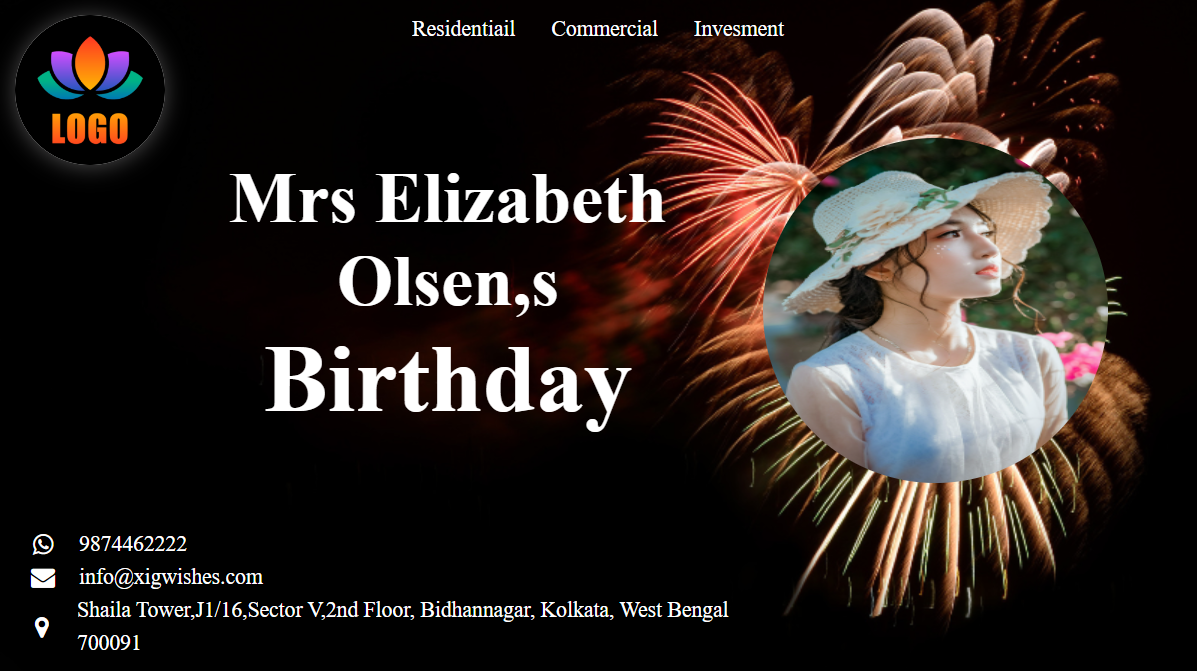 Residentiail Commercial Invesment
LOGO
Mrs Elizabeth
Olsen,s
Birthday
9874462222
info@xigwishes.com
Shaila Tower,J1/16,Sector V,2nd Floor, Bidhannagar, Kolkata, West Bengal
700091